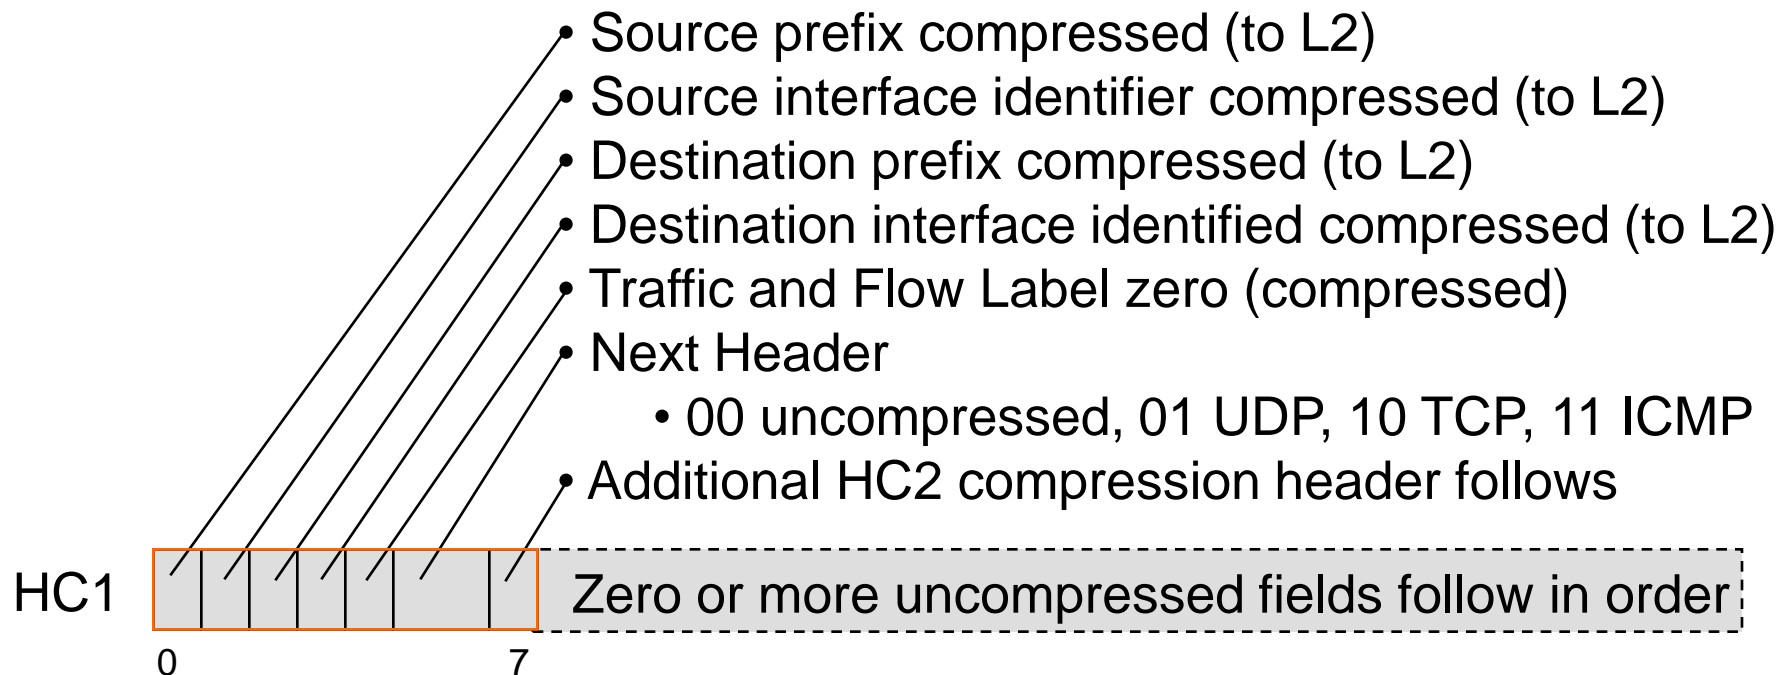 • Source prefix compressed (to L2)
• Source interface identifier compressed (to L2)
• Destination prefix compressed (to L2)
• Destination interface identified compressed (to L2)
• Traffic and Flow Label zero (compressed)
• Next Header
• 00 uncompressed, 01 UDP, 10 TCP, 11 ICMP
• Additional HC2 compression header follows
HC1 Zero or more uncompressed fields follow in order
0 7